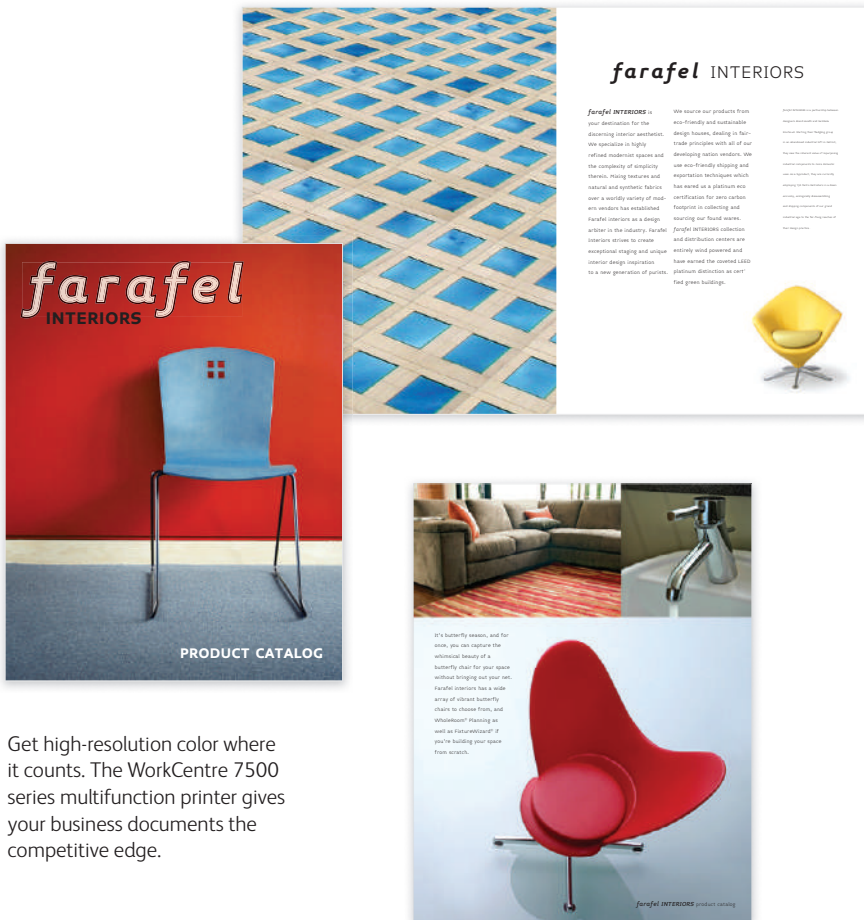 farafel INTERIORS
farafel INTERIORS is
your destination for the
discerning interior aesthetist.
We specialize in highly
refined modernist spaces and
the complexity of simplicity
therein. Mixing textures and
natural and synthetic fabrics
over a worldly variety of mod-
ern vendors has established
Farafel interiors as a design
arbiter in the industry. Farafel
Interiors strives to create
exceptional staging and unique
interior design inspiration
to a new generation of purists.
We source our products from
eco-friendly and sustainable
design houses, dealing in fair-
trade principles with all of our
developing nation vendors. We
use eco-friendly shipping and
exportation techniques which
has eared us a platinum eco
certification for zero carbon
footprint in collecting and
sourcing our found wares.
farafel INTERIORS collection
and distribution centers are
entirely wind powered and
have earned the coveted LEED
platinum distinction as cert'
fied green buildings.
farafel
INTERIORS
PRODUCT CATALOG
It's butterfly season, and for
once, you can capture the
whimsical beauty of a
butterfly chair for your space
without bringing out your net.
Farafel interiors has a wide
array of vibrant butterfly
chairs to choose from, and
WholeRoom® Planning as
well as FixtureWizard® if
you're building your space
from scratch.
farafel INTERIORS product catalog
Get high-resolution color where
it counts. The WorkCentre 7500
series multifunction printer gives
your business documents the
competitive edge.